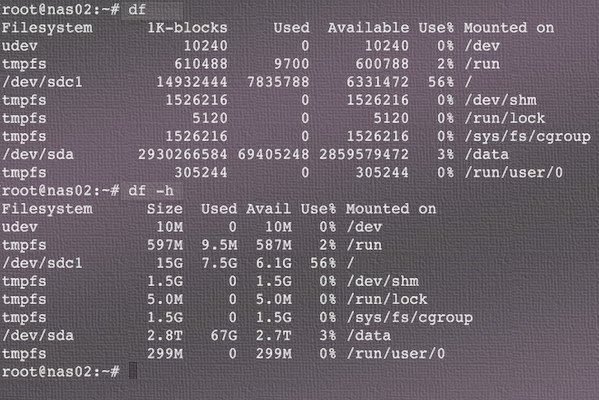 root@nas02:~# df
Filesystem     1K-blocks     Used  Available Use% Mounted on
udev               10240        0      10240   0% /dev
tmpfs             610488     9700     600788   2% /run
/dev/sdc1       14932444  7835788    6331472  56% /
tmpfs            1526216        0    1526216   0% /dev/shm
tmpfs               5120        0       5120   0% /run/lock
tmpfs            1526216        0    1526216   0% /sys/fs/cgroup
/dev/sda      2930266584 69405248 2859579472   3% /data
tmpfs             305244        0     305244   0% /run/user/0
root@nas02:~# df -h
Filesystem      Size  Used Avail Use% Mounted on
udev             10M     0   10M   0% /dev
tmpfs           597M  9.5M  587M   2% /run
/dev/sdc1        15G  7.5G  6.1G  56% /
tmpfs           1.5G     0  1.5G   0% /dev/shm
tmpfs           5.0M     0  5.0M   0% /run/lock
tmpfs           1.5G     0  1.5G   0% /sys/fs/cgroup
/dev/sda        2.8T   67G  2.7T   3% /data
tmpfs           299M     0  299M   0% /run/user/0
root@nas02:~#